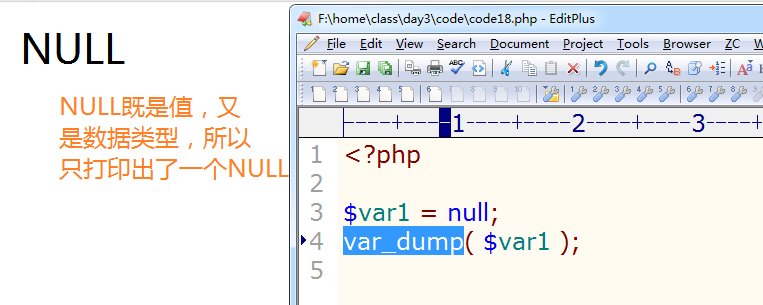 NULL
NULL既是值，又
是数据类型，所以
只打印出了一个NULL
F:\home\class\day3\code\code18.php - EditPlus
File Edit View Search Document Project Tools Browser ZC W
----+----1----+----2----+----3----+
1 <?php
2
3 $var1 = null;
4 var_dump( $var1 );
5